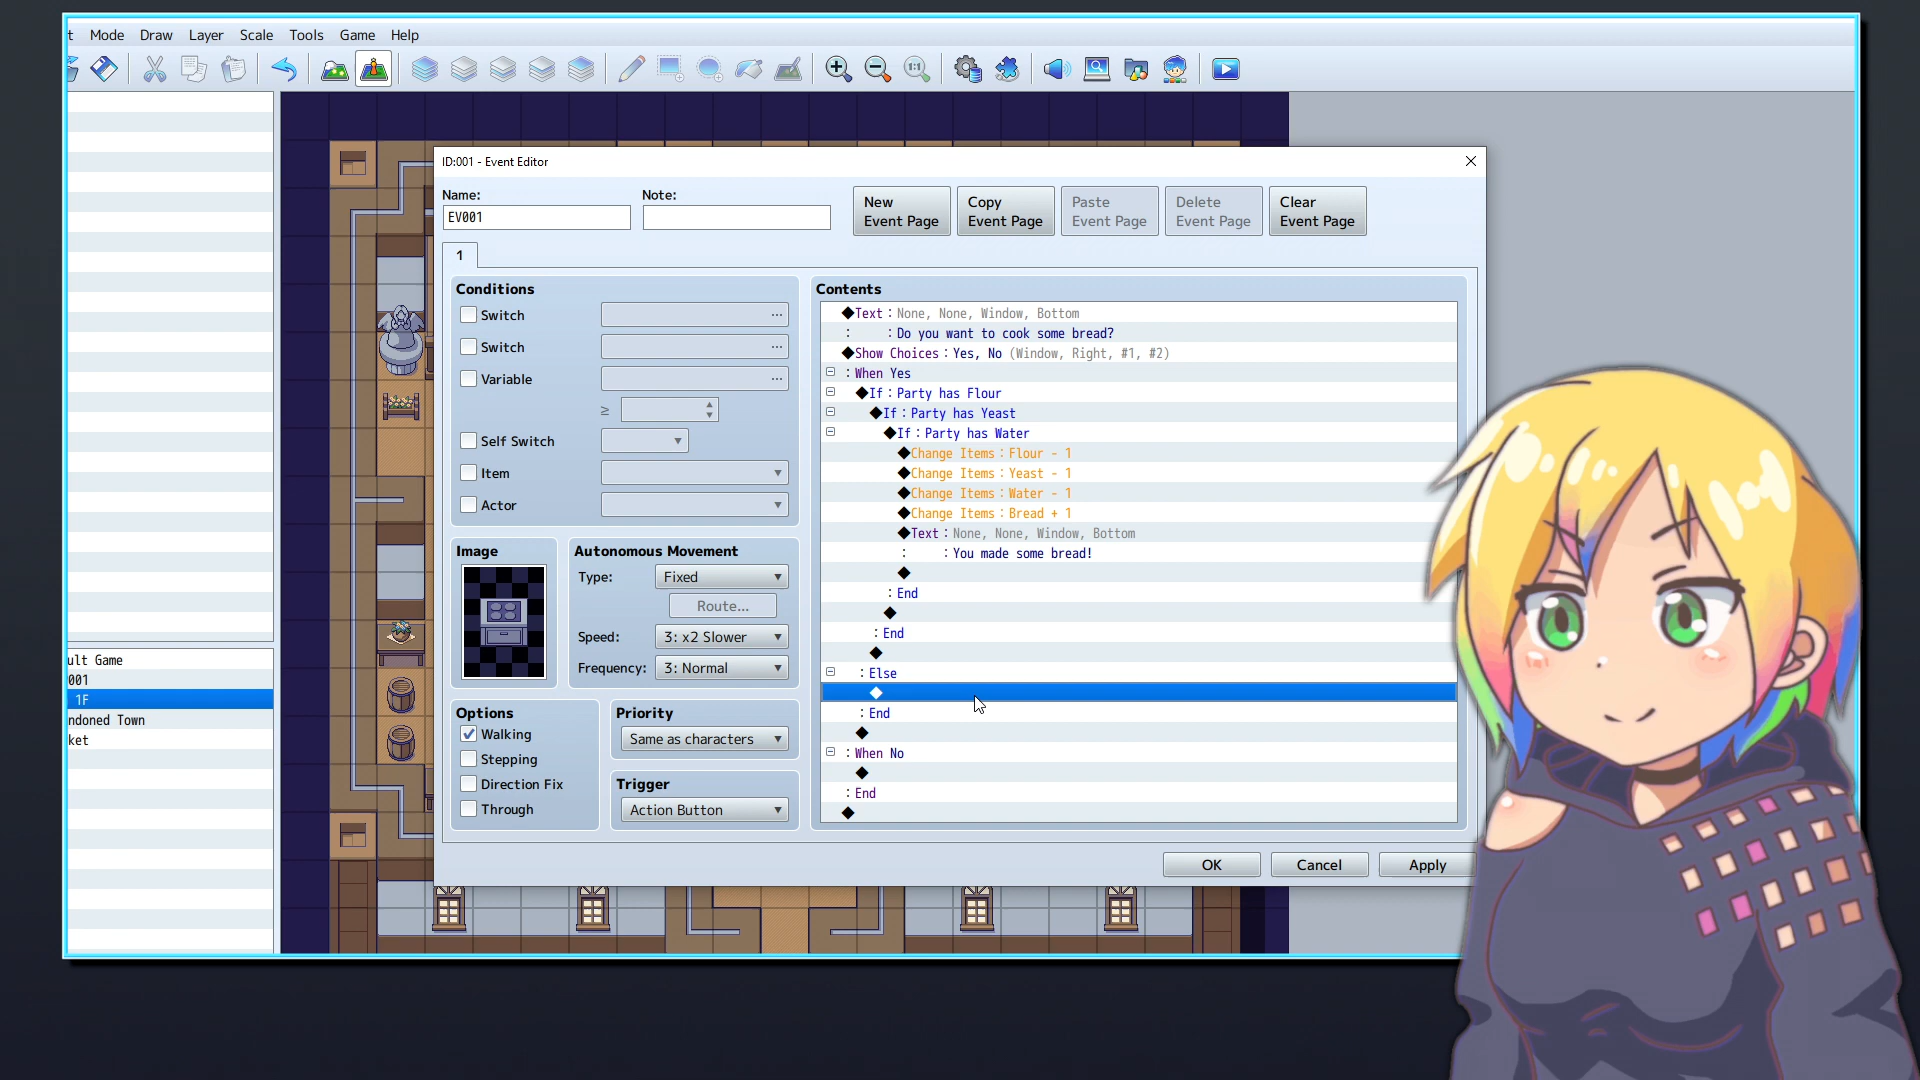 t Mode Draw Layer Scale Tools Game Help
1:1
ID:001 - Event Editor
Name:
Note:
EV001
New
Event Page
Copy
Event Page
Paste
Event Page
Delete
Event Page
Clear
Event Page
1
Conditions
Switch ...
Switch ...
Variable ...
≥
Self Switch
Item
Actor
Image
Autonomous Movement
Type: Fixed
Route...
Speed: 3: x2 Slower
Frequency: 3: Normal
Options
Walking
Stepping
Direction Fix
Through
Priority
Same as characters
Trigger
Action Button
Contents
◆Text：None, None, Window, Bottom
：　　：Do you want to cook some bread?
◆Show Choices：Yes, No (Window, Right, #1, #2)
：When Yes
◆If：Party has Flour
◆If：Party has Yeast
◆If：Party has Water
◆Change Items：Flour - 1
◆Change Items：Yeast - 1
◆Change Items：Water - 1
◆Change Items：Bread + 1
◆Text：None, None, Window, Bottom
：　　：You made some bread!
◆
：End
◆
：End
◆
：Else
◆
：End
◆
：When No
◆
：End
◆
OK
Cancel
Apply
ult Game
001
1F
ndoned Town
ket